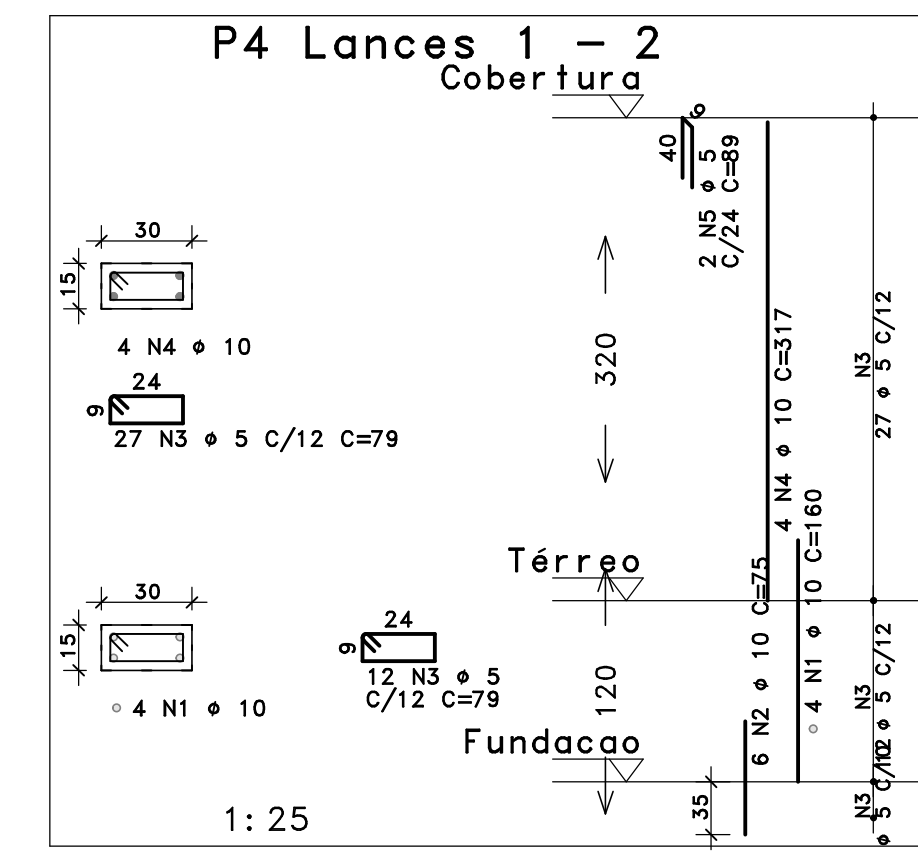 P4 Lances 1 - 2
Cobertura
9
40
2 N5 ø 5
C/24 C=89
30
15
4 N4 ø 10
24
9
27 N3 ø 5 C/12 C=79
320
4 N4 ø 10 C=317
N3
27 ø 5 C/12
Térreo
30
15
4 N1 ø 10
24
9
12 N3 ø 5
C/12 C=79
120
6 N2 ø 10 C=75
4 N1 ø 10 C=160
N3
ø 5 C/12
Fundacao
35
N3
ø 5 C/12
1:25